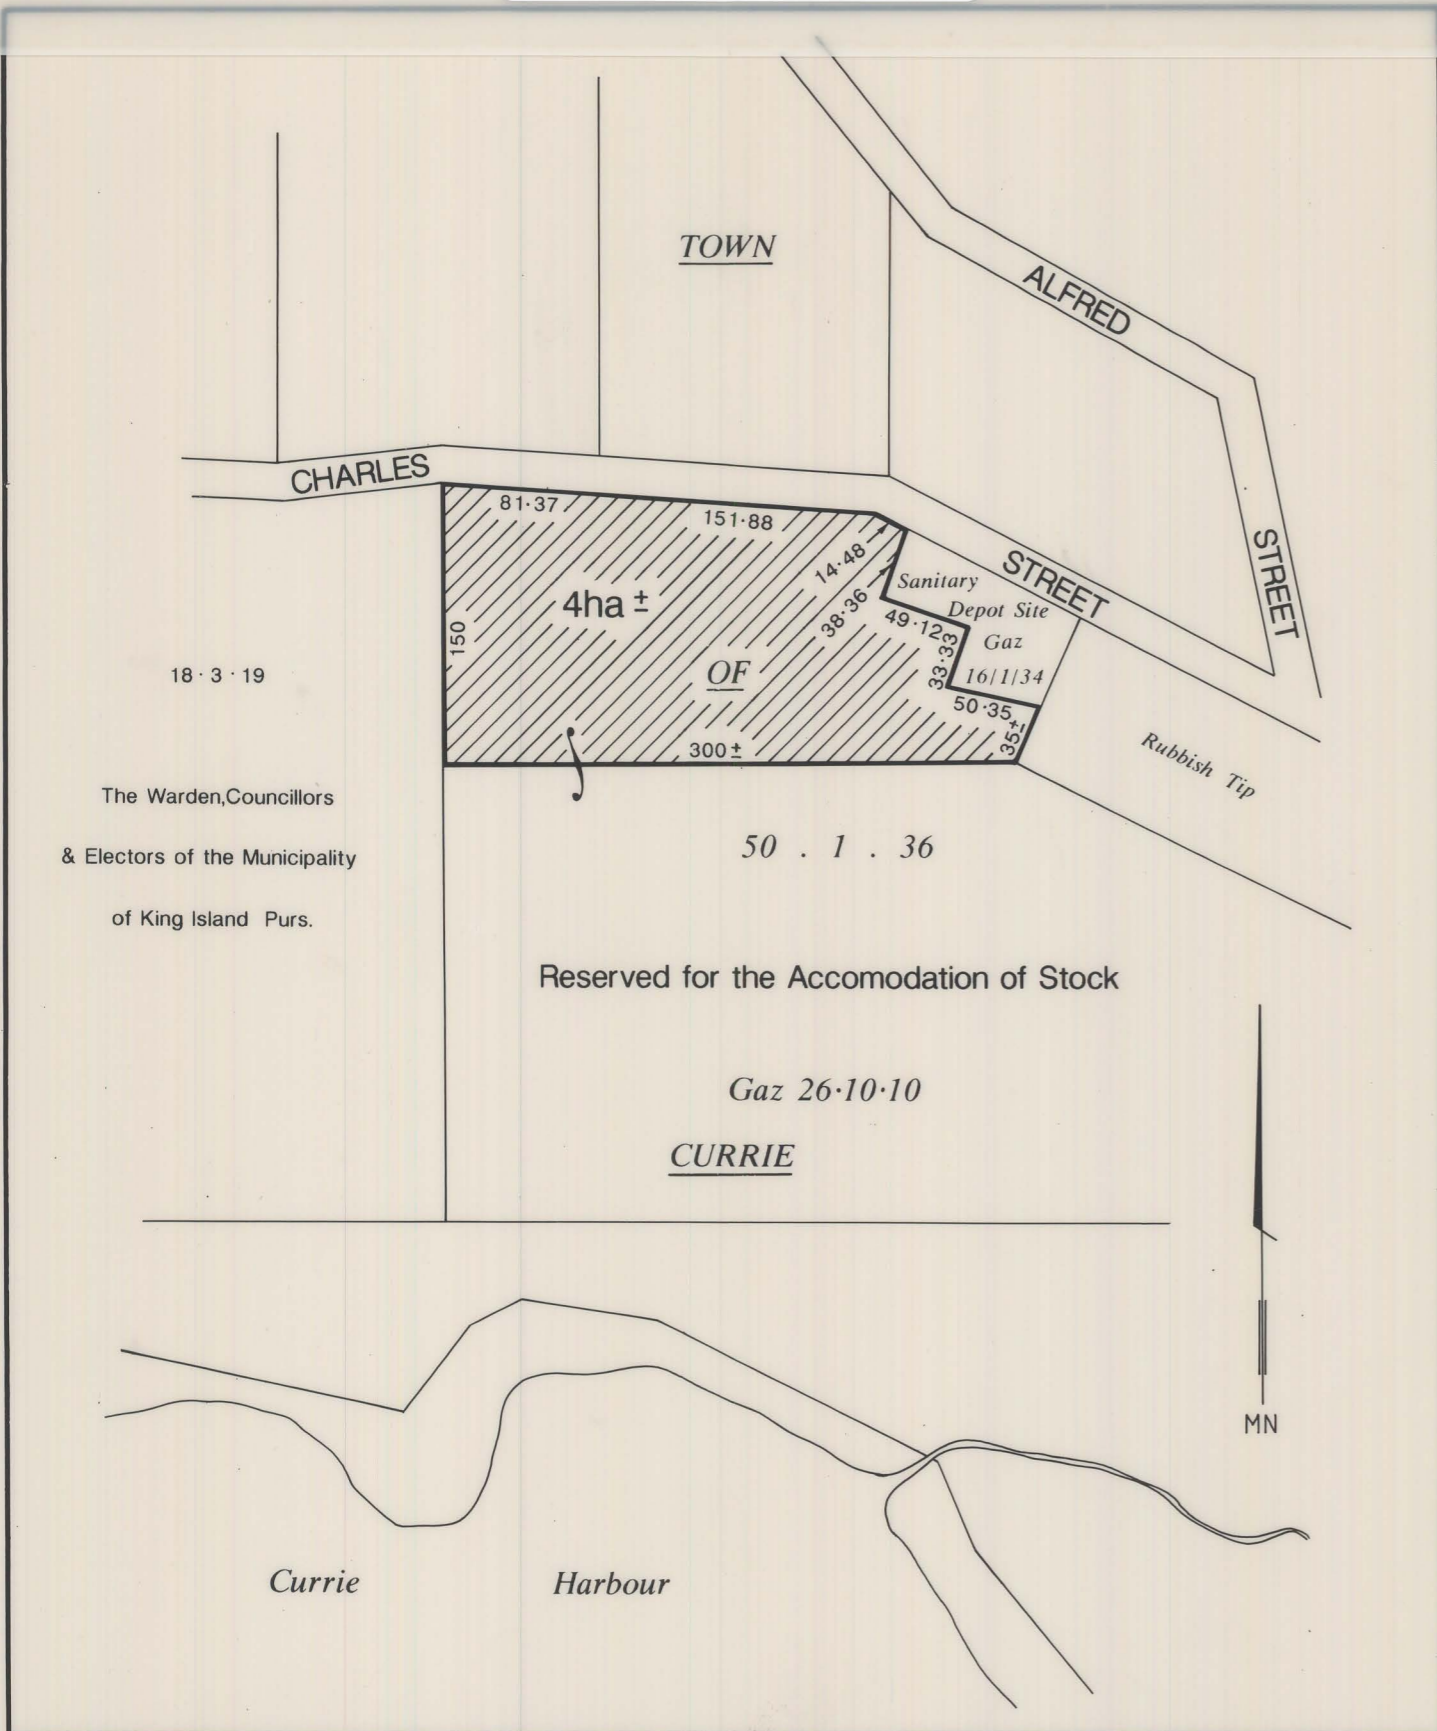 TOWN
ALFRED
STREET
CHARLES
STREET
81·37
151·88
14·48
38·36
Sanitary
Depot Site
Gaz
16/1/34
49·12
33·33
50·35
35±
4ha ±
150
OF
300±
18·3·19
The Warden,Councillors
& Electors of the Municipality
of King Island Purs.
Rubbish Tip
50 . 1 . 36
Reserved for the Accomodation of Stock
Gaz 26·10·10
CURRIE
MN
Currie Harbour